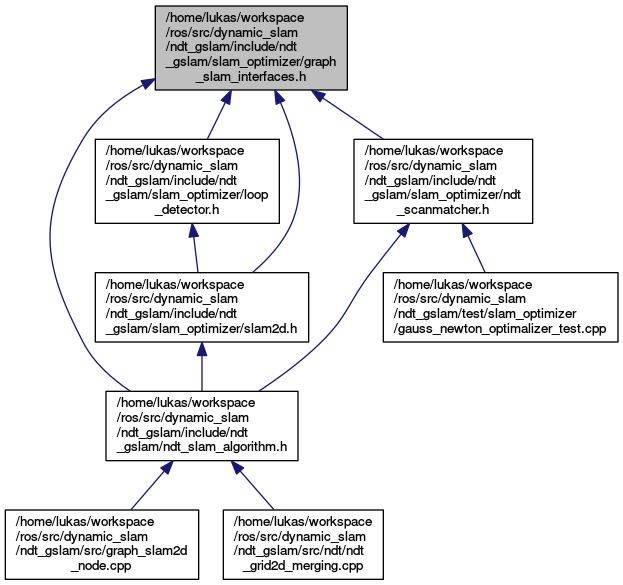 /home/lukas/workspace
/ros/src/dynamic_slam
/ndt_gslam/include/ndt
_gslam/slam_optimizer/graph
_slam_interfaces.h
/home/lukas/workspace
/ros/src/dynamic_slam
/ndt_gslam/include/ndt
_gslam/slam_optimizer/loop
_detector.h
/home/lukas/workspace
/ros/src/dynamic_slam
/ndt_gslam/include/ndt
_gslam/slam_optimizer/ndt
_scanmatcher.h
/home/lukas/workspace
/ros/src/dynamic_slam
/ndt_gslam/include/ndt
_gslam/slam_optimizer/slam2d.h
/home/lukas/workspace
/ros/src/dynamic_slam
/ndt_gslam/test/slam_optimizer
/gauss_newton_optimalizer_test.cpp
/home/lukas/workspace
/ros/src/dynamic_slam
/ndt_gslam/include/ndt
_gslam/ndt_slam_algorithm.h
/home/lukas/workspace
/ros/src/dynamic_slam
/ndt_gslam/src/graph_slam2d
_node.cpp
/home/lukas/workspace
/ros/src/dynamic_slam
/ndt_gslam/src/ndt/ndt
_grid2d_merging.cpp